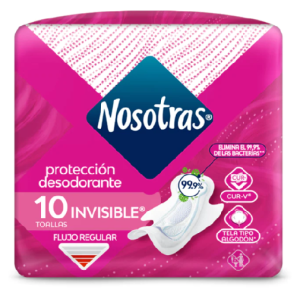 Nosotras®
ELIMINA EL 99,9%
DE LAS BACTERIAS**
protección
desodorante
99.9%
10 INVISIBLE®
TOALLAS
CUR-V®
FLUJO REGULAR
TELA TIPO
ALGODÓN*